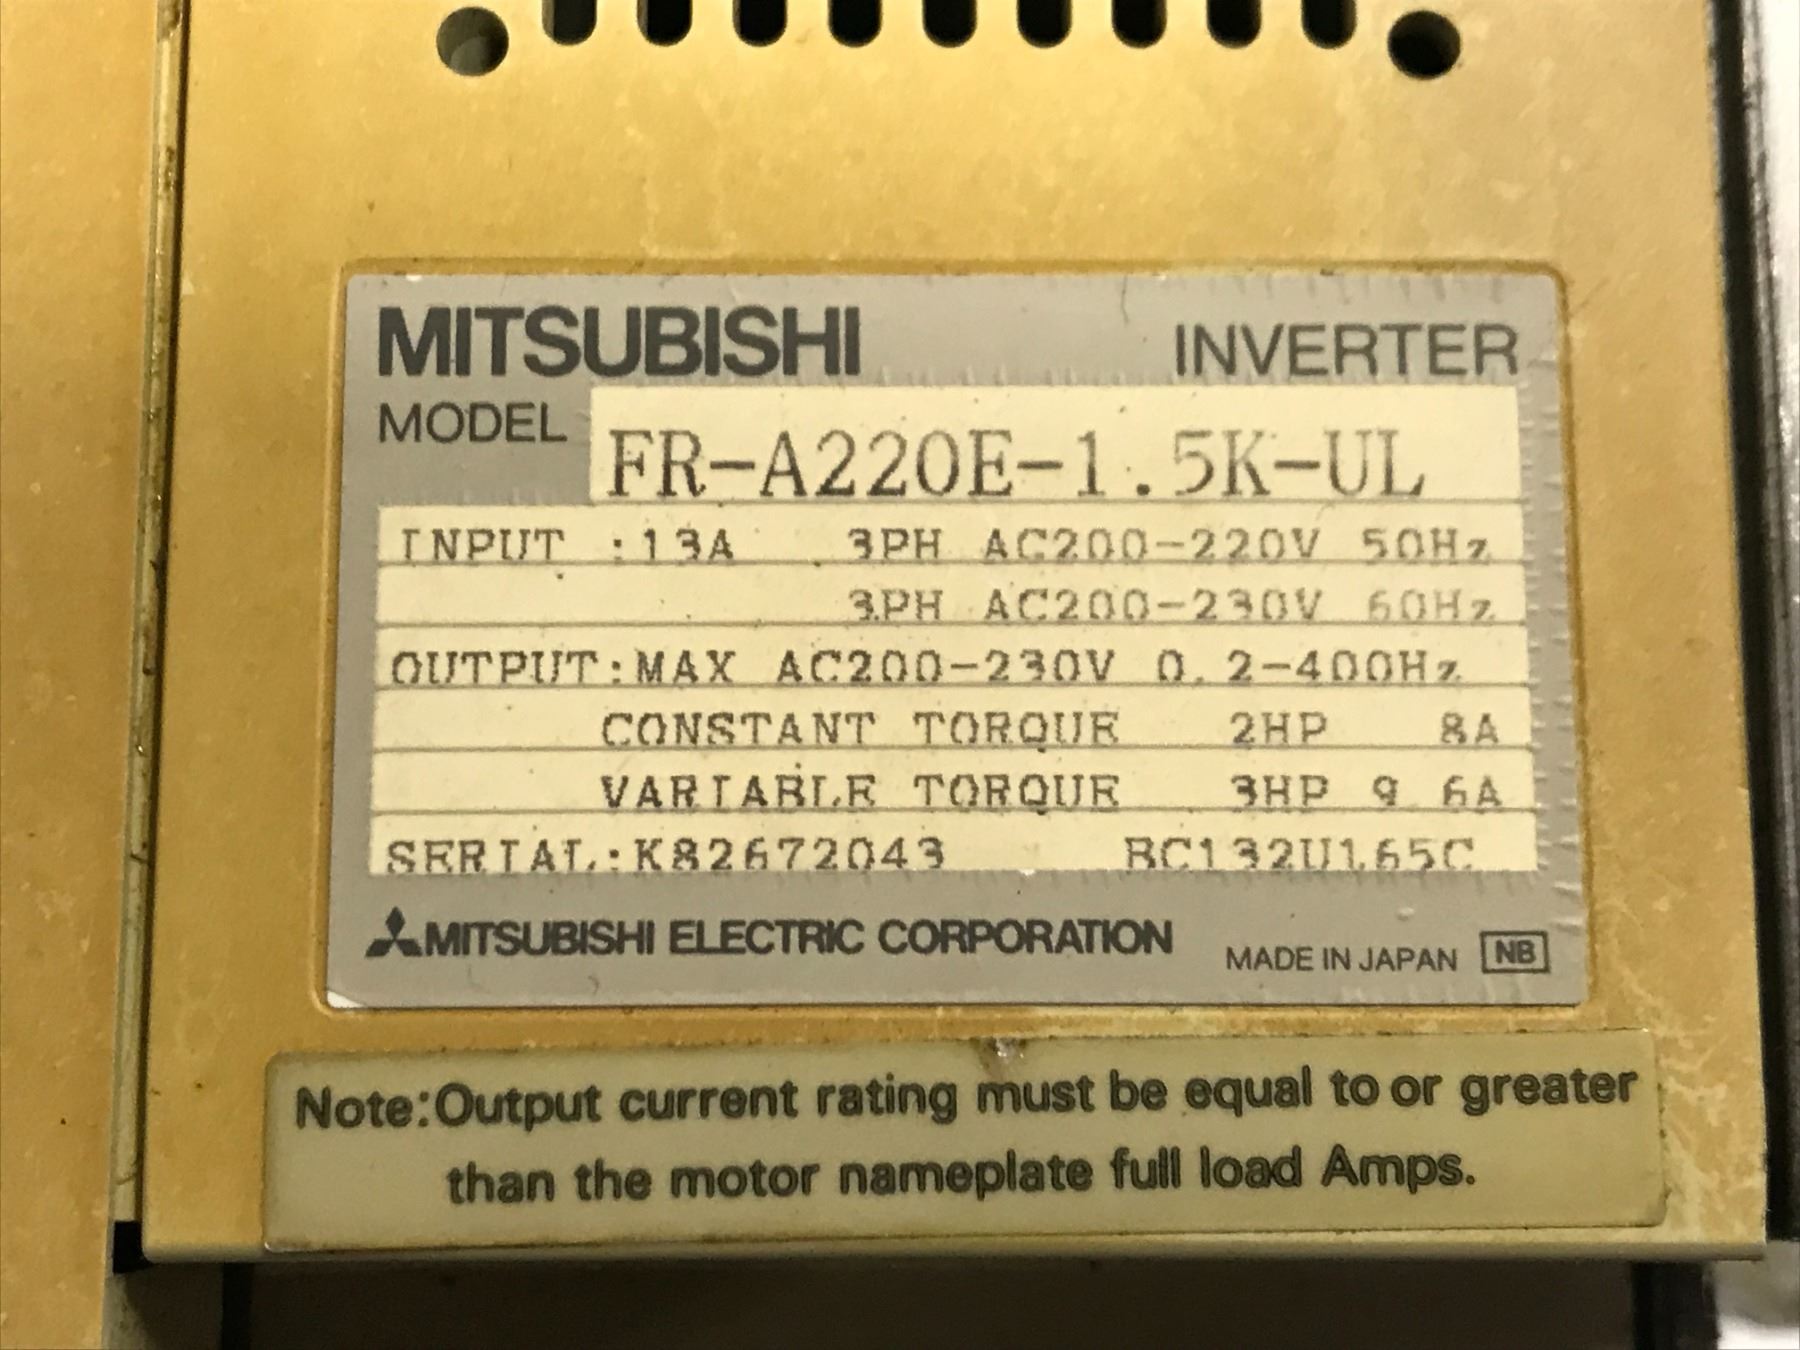 MITSUBISHI INVERTER
MODEL FR-A220E-1.5K-UL
INPUT :13A 3PH AC200-220V 50Hz
3PH AC200-230V 60Hz
OUTPUT:MAX AC200-230V 0.2-400Hz
CONSTANT TORQUE 2HP 8A
VARIABLE TORQUE 3HP 9.6A
SERIAL:K82672043 BC132U165C
MITSUBISHI ELECTRIC CORPORATION MADE IN JAPAN NB
Note:Output current rating must be equal to or greater
than the motor nameplate full load Amps.